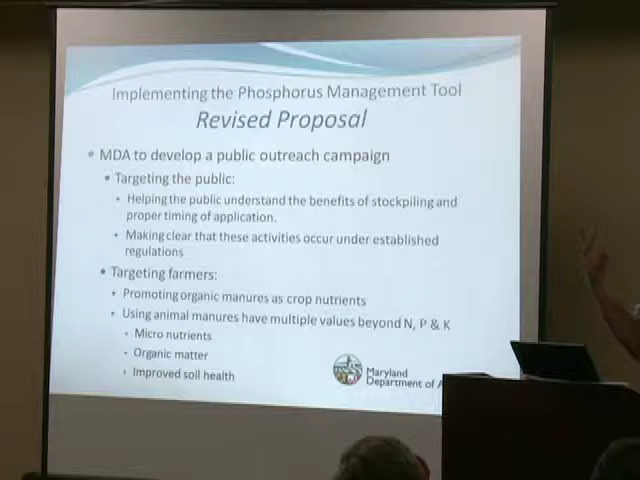 Implementing the Phosphorus Management Tool
Revised Proposal
• MDA to develop a public outreach campaign
• Targeting the public:
• Helping the public understand the benefits of stockpiling and
proper timing of application.
• Making clear that these activities occur under established
regulations
• Targeting farmers:
• Promoting organic manures as crop nutrients
• Using animal manures have multiple values beyond N, P & K
• Micro nutrients
• Organic matter
• Improved soil health
Maryland
Department of A